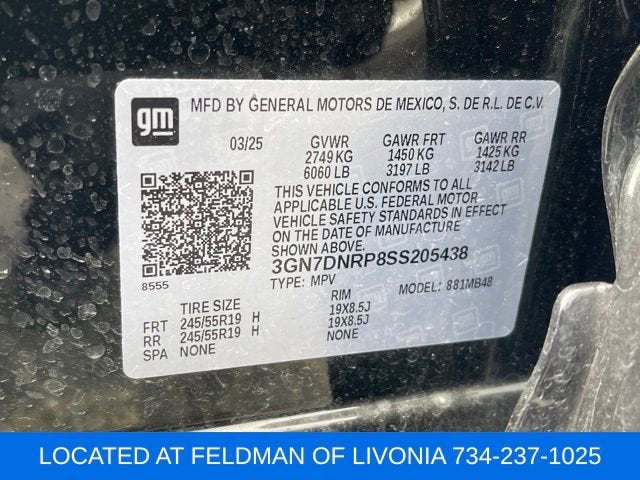 gm
MFD BY GENERAL MOTORS DE MEXICO, S. DE R.L. DE C.V.
03/25 GVWR GAWR FRT GAWR RR
2749 KG 1450 KG 1425 KG
6060 LB 3197 LB 3142 LB
THIS VEHICLE CONFORMS TO ALL
APPLICABLE U.S. FEDERAL MOTOR
VEHICLE SAFETY STANDARDS IN EFFECT
ON THE DATE OF MANUFACTURE
SHOWN ABOVE.
3GN7DNRP8SS205438
8555
TYPE: MPV MODEL: 881MB48
TIRE SIZE RIM
FRT 245/55R19 H 19X8.5J
RR 245/55R19 H 19X8.5J
SPA NONE NONE
LOCATED AT FELDMAN OF LIVONIA 734-237-1025